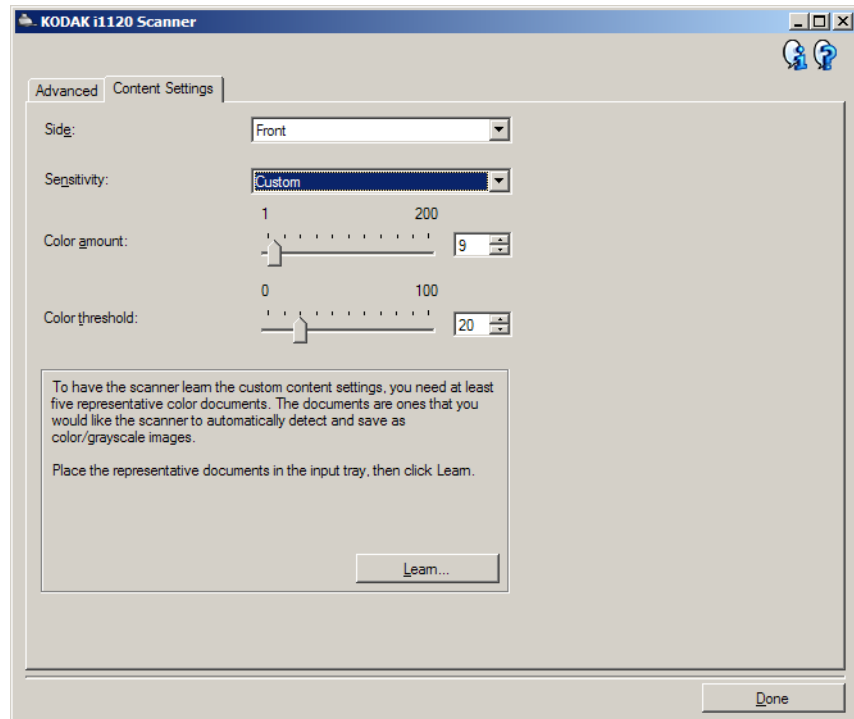 KODAK i1120 Scanner
Advanced
Content Settings
Side:
Front
Sensitivity:
Custom
1 200
Color amount:
9
0 100
Color threshold:
20
To have the scanner learn the custom content settings, you need at least
five representative color documents. The documents are ones that you
would like the scanner to automatically detect and save as
color/grayscale images.
Place the representative documents in the input tray, then click Learn.
Learn...
Done